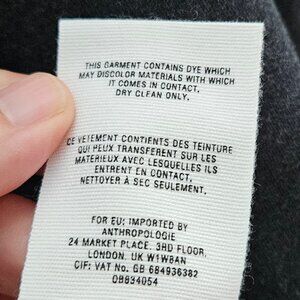 THIS GARMENT CONTAINS DYE WHICH
MAY DISCOLOR MATERIALS WITH WHICH
IT COMES IN CONTACT.
DRY CLEAN ONLY.
CE VETEMENT CONTIENTS DES TEINTURE
QUI PEUX TRANSFERENT SUR LES
MATERIEUX AVEC LESQUELLES ILS
ENTRENT EN CONTACT.
NETTOYER À SEC SEULEMENT.
FOR EU: IMPORTED BY
ANTHROPOLOGIE
24 MARKET PLACE. 3RD FLOOR.
LONDON. UK W1W8AN
CIF: VAT No. GB 684936382
GB834054